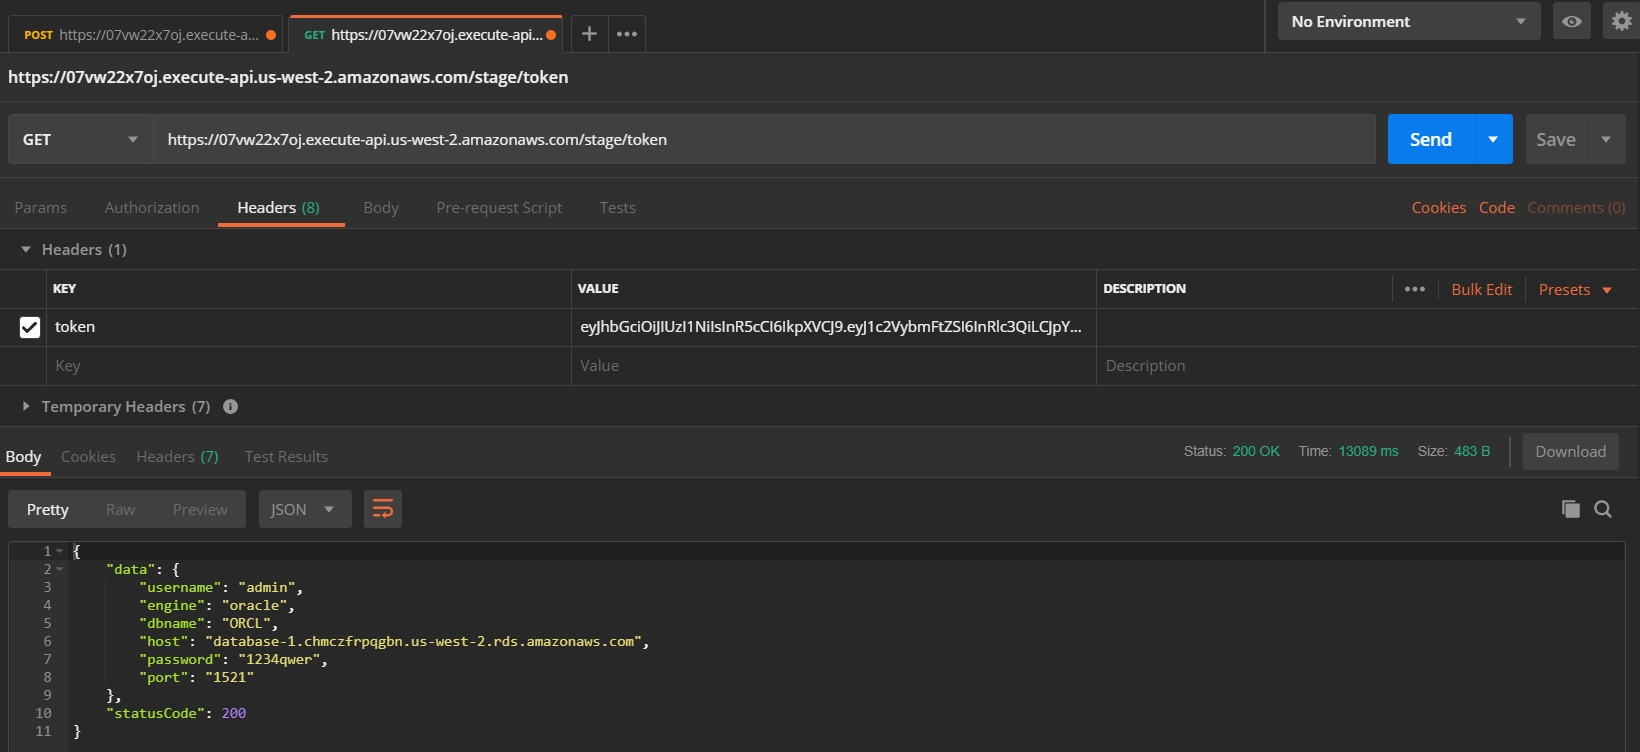 POST https://07vw22x7oj.execute-a... GET https://07vw22x7oj.execute-api... No Environment
https://07vw22x7oj.execute-api.us-west-2.amazonaws.com/stage/token
GET https://07vw22x7oj.execute-api.us-west-2.amazonaws.com/stage/token Send Save
Params Authorization Headers (8) Body Pre-request Script Tests Cookies Code Comments (0)
Headers (1)
KEY VALUE DESCRIPTION ••• Bulk Edit Presets
token eyJhbGciOiJIUzI1NiIsInR5cCI6IkpXVCJ9.eyJ1c2VybmFtZSI6InRlc3QiLCJpY...
Key Value Description
Temporary Headers (7)
Body Cookies Headers (7) Test Results Status: 200 OK Time: 13089 ms Size: 483 B Download
Pretty Raw Preview JSON
1 {
2 "data": {
3 "username": "admin",
4 "engine": "oracle",
5 "dbname": "ORCL",
6 "host": "database-1.chmczfrpqgbn.us-west-2.rds.amazonaws.com",
7 "password": "1234qwer",
8 "port": "1521"
9 },
10 "statusCode": 200
11 }